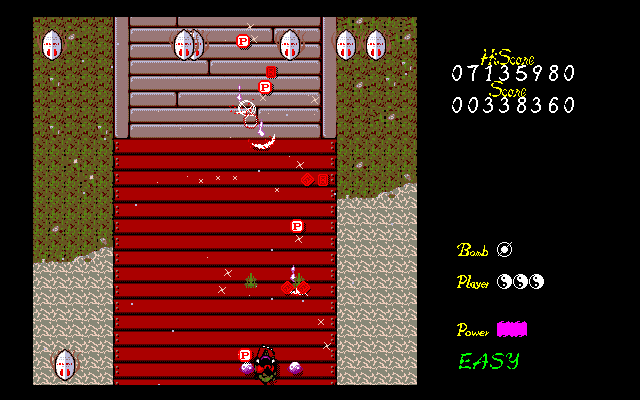 P
HiScore
07135980
P
Score
00338360
P
Bomb
Player
Power
P
EASY